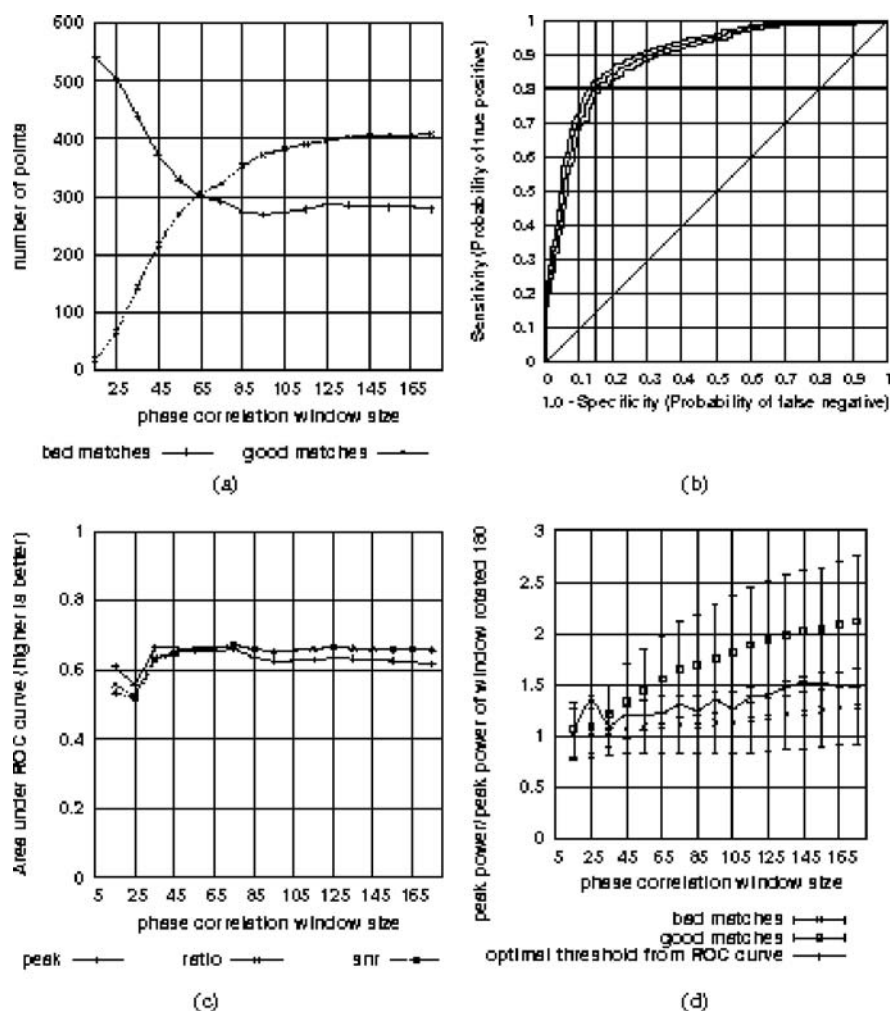 600
500
400
300
200
100
0
number of points
25 45 65 85 105 125 145 165
phase correlation window size
bad matches good matches
(a)
1
0.9
0.8
0.7
0.6
0.5
0.4
0.3
0.2
0.1
0
Sensitivity (Probability of true positive)
0 0.1 0.2 0.3 0.4 0.5 0.6 0.7 0.8 0.9 1
1.0 - Specificity (Probability of false negative)
(b)
1
0.8
0.6
0.4
0.2
0
Area under ROC curve (higher is better)
5 25 45 65 85 105 125 145 165
phase correlation window size
peak ratio snr
(c)
3
2.5
2
1.5
1
0.5
0
peak power/peak power of window rotated 180
5 25 45 65 85 105 125 145 165
phase correlation window size
bad matches
good matches
optimal threshold from ROC curve
(d)